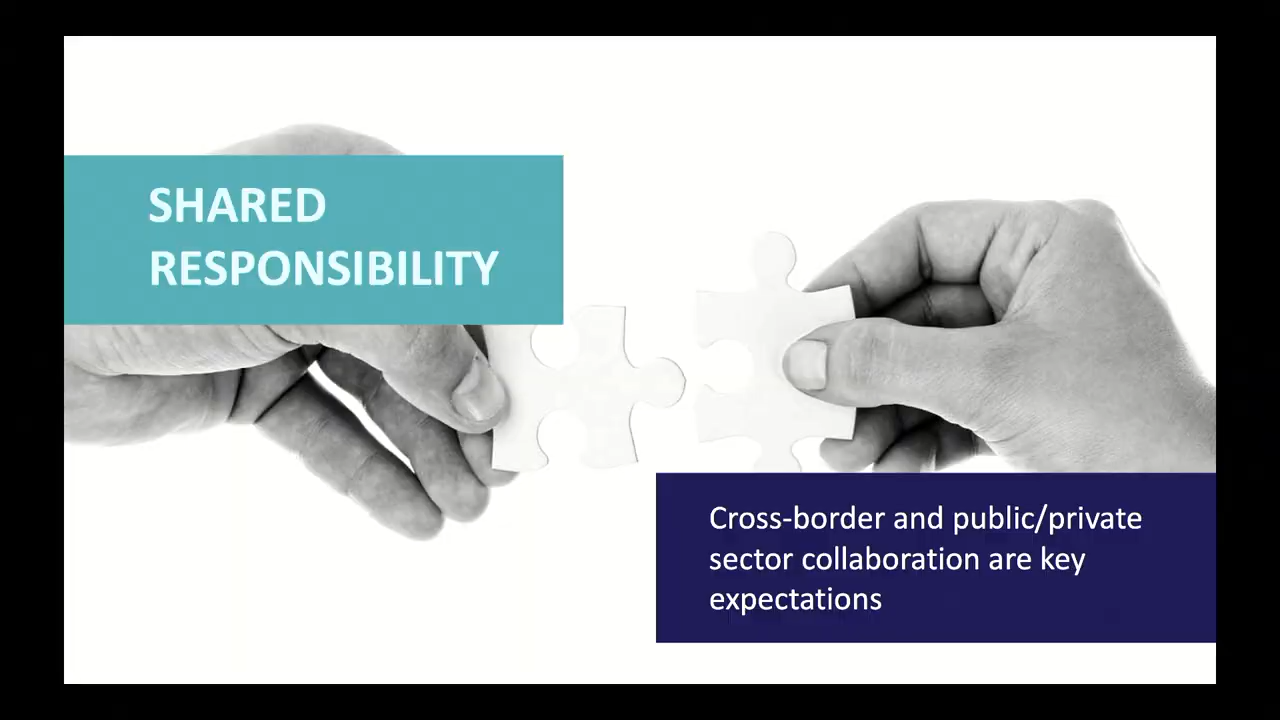 SHARED
RESPONSIBILITY
Cross-border and public/private
sector collaboration are key
expectations